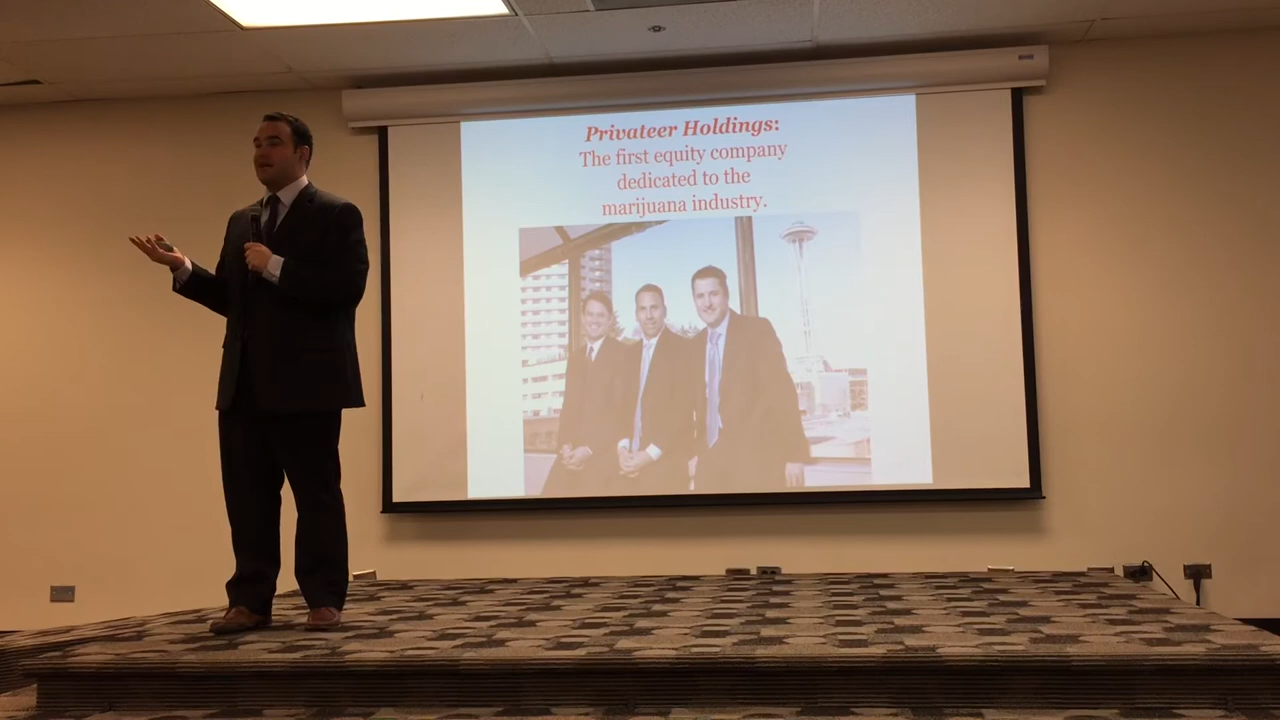 Privateer Holdings:
The first equity company
dedicated to the
marijuana industry.